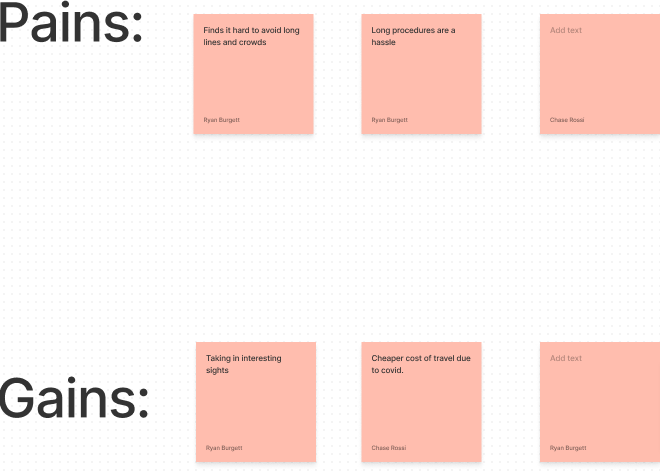 Pains:
Finds it hard to avoid long
lines and crowds
Ryan Burgett
Long procedures are a
hassle
Ryan Burgett
Add text
Chase Rossi
Gains:
Taking in interesting
sights
Ryan Burgett
Cheaper cost of travel due
to covid.
Chase Rossi
Add text
Ryan Burgett